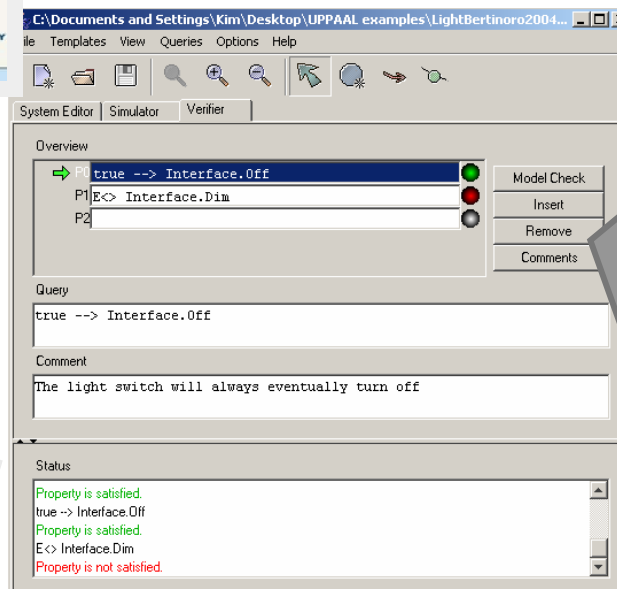 C:\Documents and Settings\Kim\Desktop\UPPAAL examples\LightBertinoro2004...
ile Templates View Queries Options Help
System Editor Simulator Verifier
Overview
P0 true --> Interface.Off
P1 E<> Interface.Dim
P2
Model Check
Insert
Remove
Comments
Query
true --> Interface.Off
Comment
The light switch will always eventually turn off
Status
Property is satisfied.
true --> Interface.Off
Property is satisfied.
E<> Interface.Dim
Property is not satisfied.